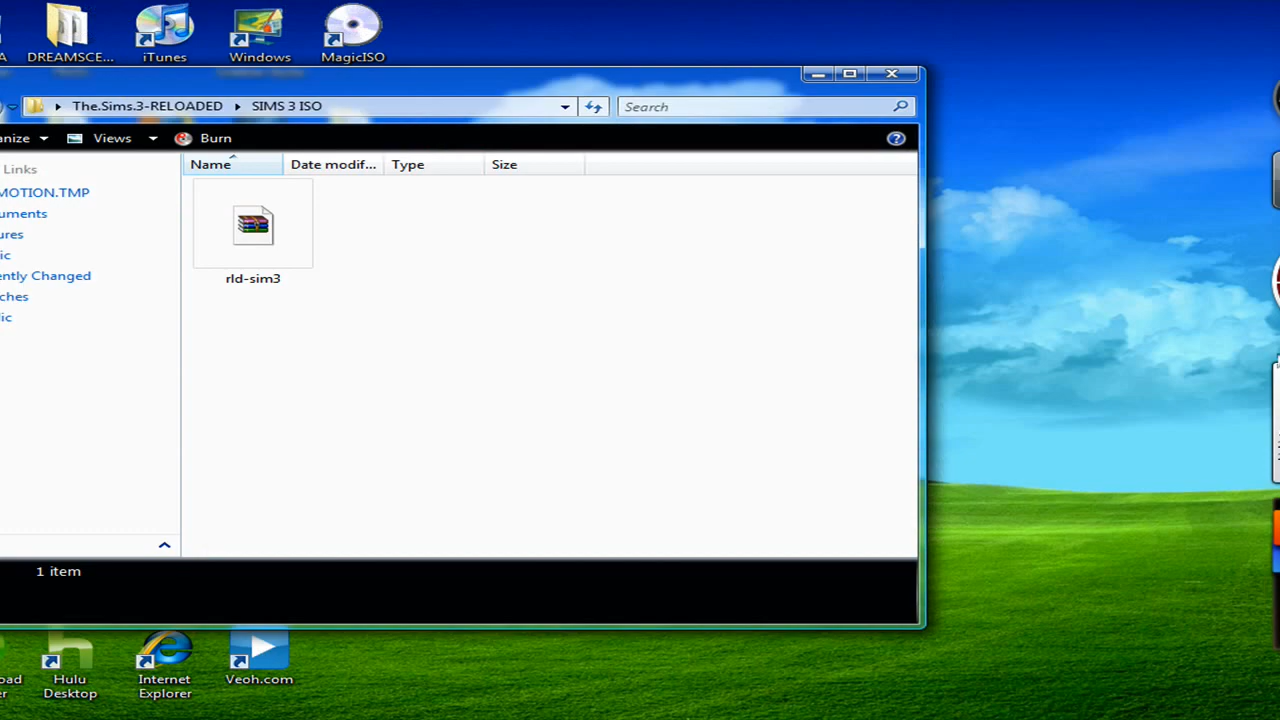 A
DREAMSCE...
iTunes
Windows
MagicISO
The.Sims.3-RELOADED
SIMS 3 ISO
Search
anize
Views
Burn
Links
Name
Date modif...
Type
Size
MOTION.TMP
uments
ures
ic
ently Changed
ches
lic
rld-sim3
1 item
oad
er
Hulu
Desktop
Internet
Explorer
Veoh.com